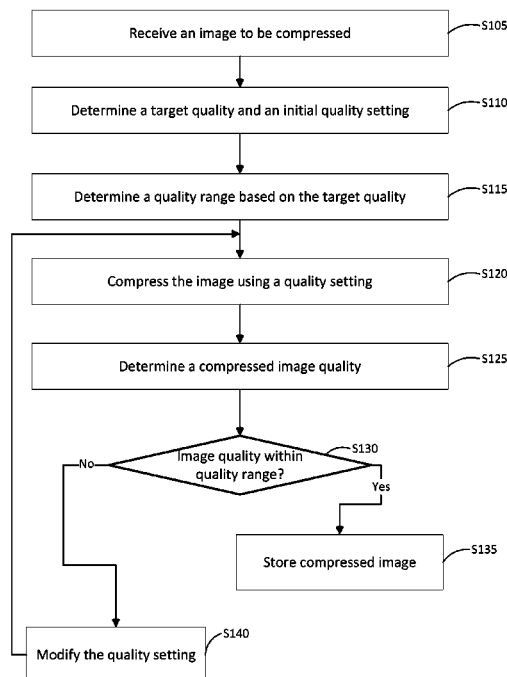 Receive an image to be compressed
S105
Determine a target quality and an initial quality setting
S110
Determine a quality range based on the target quality
S115
Compress the image using a quality setting
S120
Determine a compressed image quality
S125
Image quality within
quality range?
S130
No
Yes
Store compressed image
S135
Modify the quality setting
S140